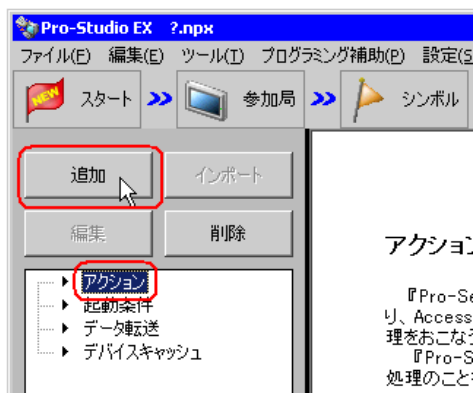 Pro-Studio EX ?.npx
ファイル(F) 編集(E) ツール(T) プログラミング補助(P) 設定(S
NEW スタート 参加局 シンボル
追加 インポート
編集 削除
アクション
起動条件
データ転送
デバイスキャッシュ
アクション
『Pro-Se
り、Access
理をおこな
『Pro-S
処理のこと